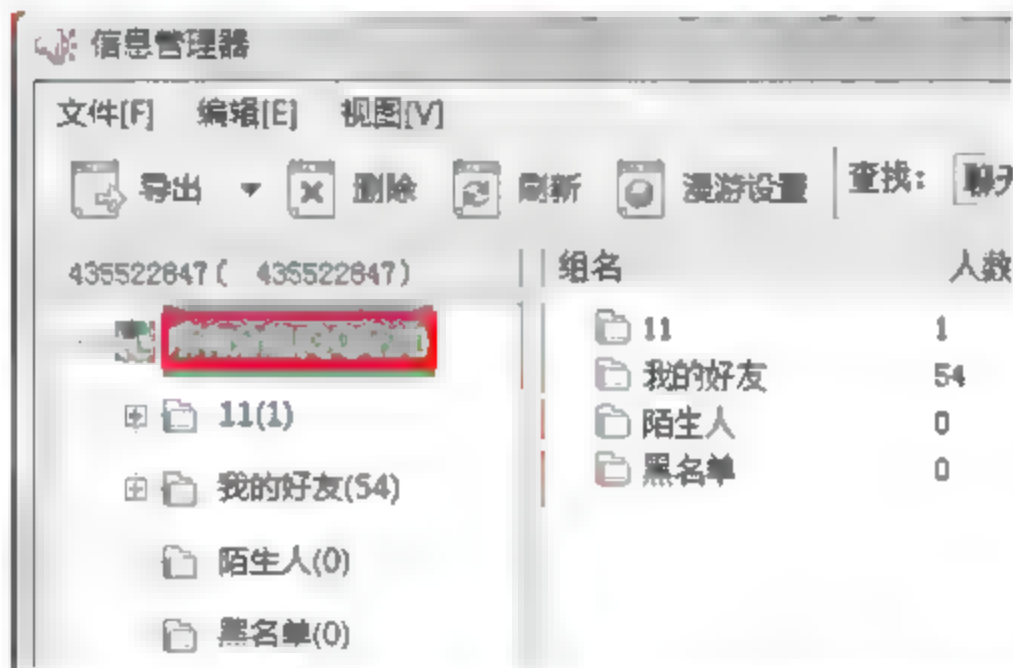 信息管理器
文件[F] 编辑[E] 视图[V]
导出 删除 刷新 漫游设置 查找: 聊天
435522847( 435522847)
组名 人数
11 1
我的好友 54
陌生人 0
黑名单 0
11(1)
我的好友(54)
陌生人(0)
黑名单(0)